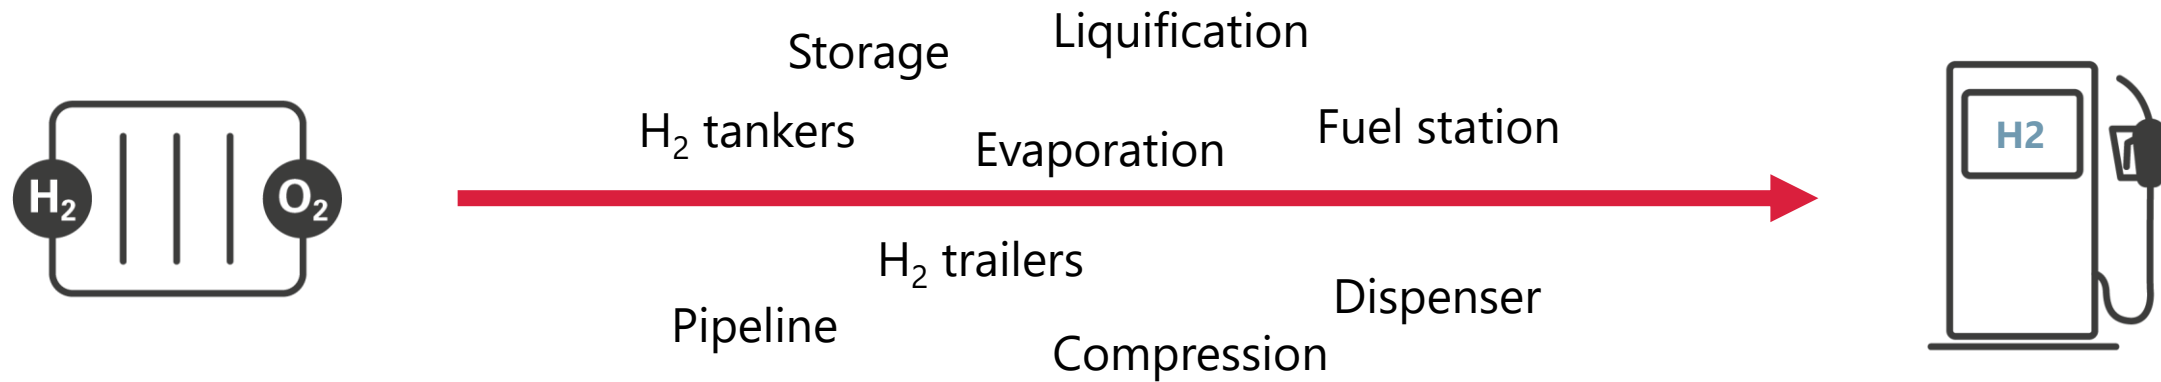 Liquification
Storage
H₂ tankers
Evaporation
Fuel station
H2
H₂
O₂
H₂ trailers
Dispenser
Pipeline
Compression